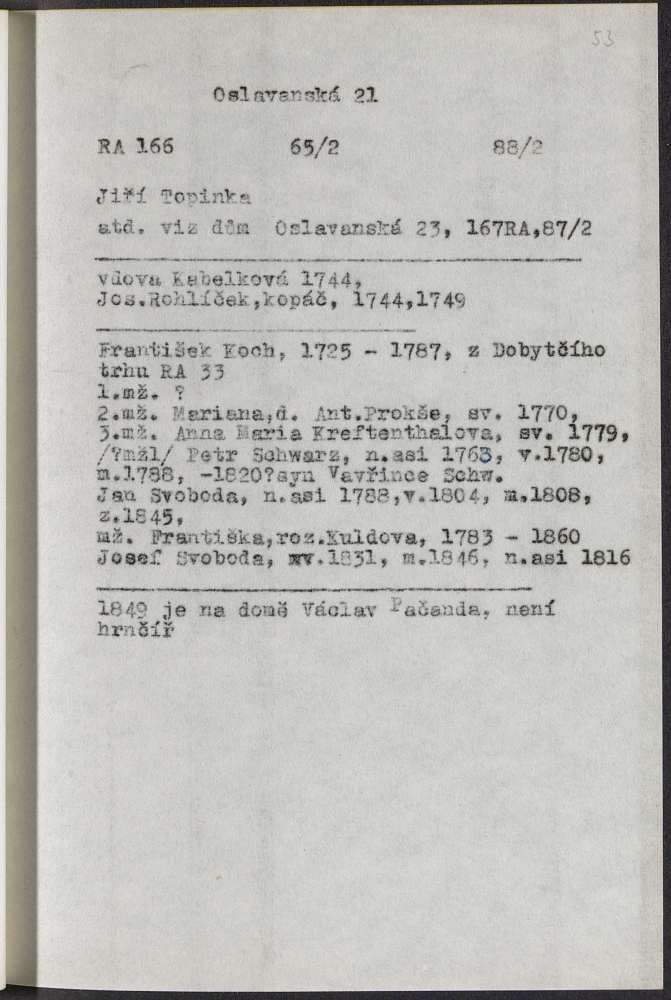 53
Oslavanská 21
RA 166 65/2 88/2
Jiří Topinka
atd. viz dům Oslavanská 23, 167RA,87/2
vdova Kabelková 1744,
Jos.Rohlíček,kopáč, 1744,1749
František Koch, 1725 - 1787, z Dobytčího
trhu RA 33
1.mž. ?
2.mž. Mariana,d. Ant.Prokše, sv. 1770,
3.mž. Anna Maria Kreftenthalova, sv. 1779,
/?mžl/ Petr Schwarz, n.asi 1763, v.1780,
m.1788, -1820?syn Vavřince Schw.
Jan Svoboda, n.asi 1788,v.1804, m.1808,
z.1845,
mž. Františka,roz.Kuldova, 1783 - 1860
Josef Svoboda, v.1831, m.1846, n.asi 1816
1849 je na domě Václav Pačanda, není
hrnčíř